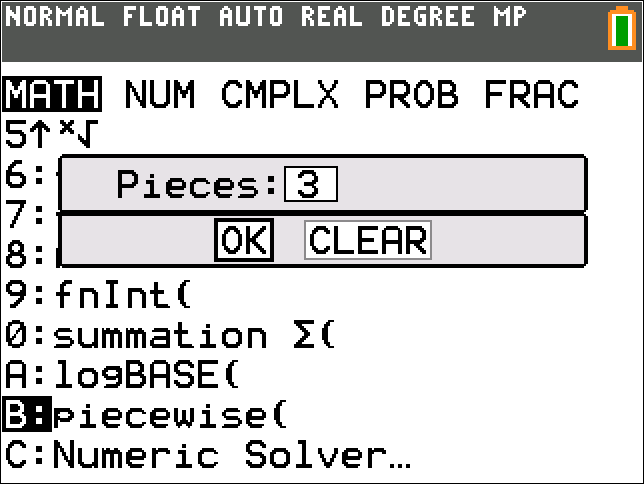 NORMAL FLOAT AUTO REAL DEGREE MP
MATH NUM CMPLX PROB FRAC
5↑ˣ√
6:
Pieces: 3
7:
8:
OK CLEAR
9:fnInt(
0:summation Σ(
A:logBASE(
B:piecewise(
C:Numeric Solver…